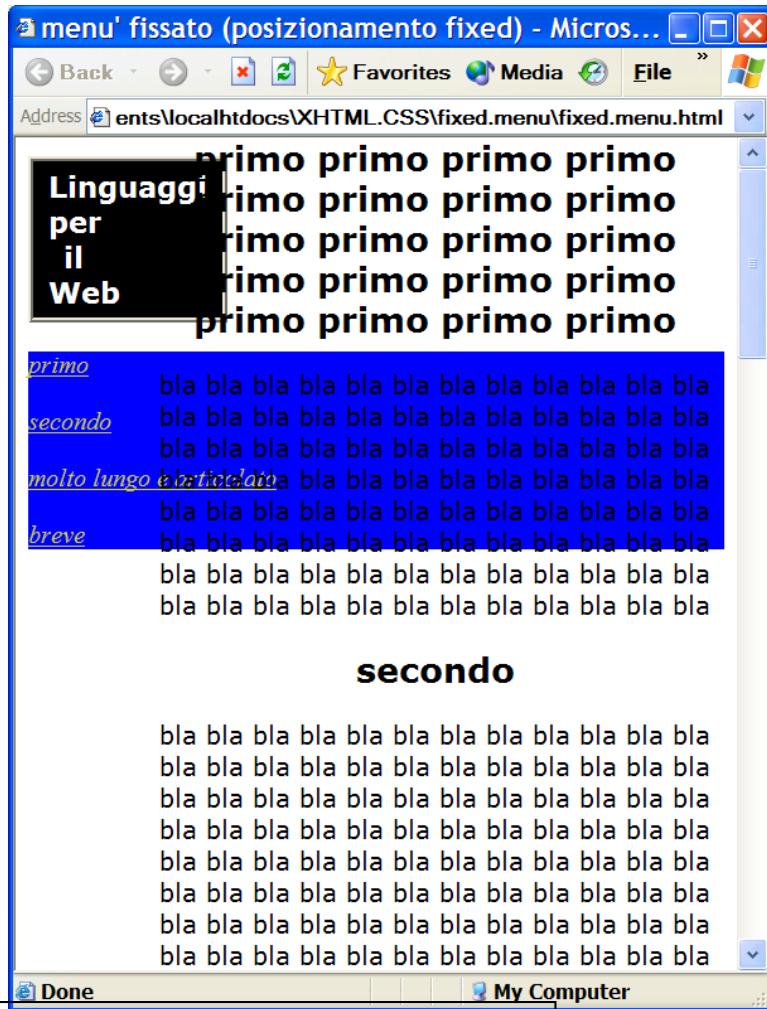 menu' fissato (posizionamento fixed) - Micros...
Back Favorites Media File »
Address ents\localhtdocs\XHTML.CSS\fixed.menu\fixed.menu.html
Linguaggi
per
il
Web
primo primo primo primo
primo primo primo primo
primo primo primo primo
primo primo primo primo
primo primo primo primo
primo
secondo
molto lungo e articolato
breve
bla bla bla bla bla bla bla bla bla bla bla bla
bla bla bla bla bla bla bla bla bla bla bla bla
bla bla bla bla bla bla bla bla bla bla bla bla
bla bla bla bla bla bla bla bla bla bla bla bla
bla bla bla bla bla bla bla bla bla bla bla bla
bla bla bla bla bla bla bla bla bla bla bla bla
bla bla bla bla bla bla bla bla bla bla bla bla
bla bla bla bla bla bla bla bla bla bla bla bla
secondo
bla bla bla bla bla bla bla bla bla bla bla bla
bla bla bla bla bla bla bla bla bla bla bla bla
bla bla bla bla bla bla bla bla bla bla bla bla
bla bla bla bla bla bla bla bla bla bla bla bla
bla bla bla bla bla bla bla bla bla bla bla bla
bla bla bla bla bla bla bla bla bla bla bla bla
bla bla bla bla bla bla bla bla bla bla bla bla
bla bla bla bla bla bla bla bla bla bla bla bla
Done My Computer